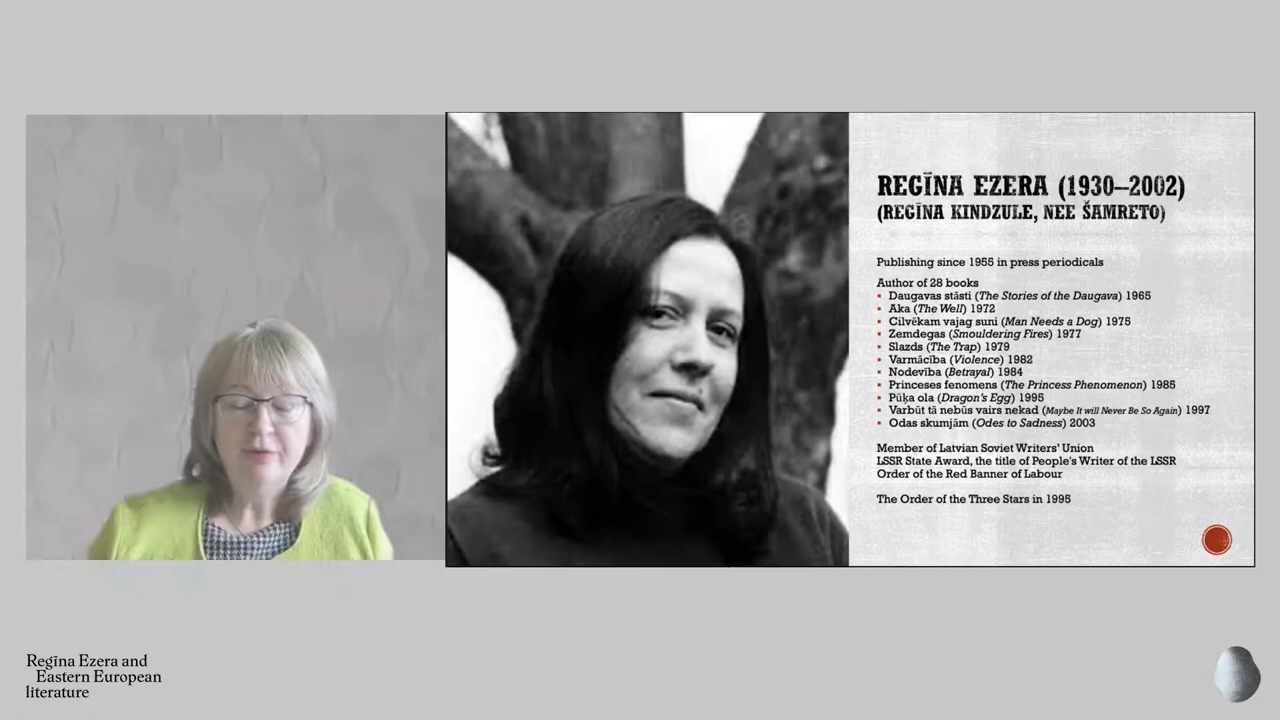 REGĪNA EZERA (1930–2002)
(REGĪNA KINDZULE, NEE ŠAMRETO)
Publishing since 1955 in press periodicals
Author of 28 books
▪ Daugavas stāsti (The Stories of the Daugava) 1965
▪ Aka (The Well) 1972
▪ Cilvēkam vajag suni (Man Needs a Dog) 1975
▪ Zemdegas (Smouldering Fires) 1977
▪ Slazds (The Trap) 1979
▪ Varmācība (Violence) 1982
▪ Nodevība (Betrayal) 1984
▪ Princeses fenomens (The Princess Phenomenon) 1985
▪ Pūķa ola (Dragon's Egg) 1995
▪ Varbūt tā nebūs vairs nekad (Maybe It will Never Be So Again) 1997
▪ Odas skumjām (Odes to Sadness) 2003
Member of Latvian Soviet Writers' Union
LSSR State Award, the title of People's Writer of the LSSR
Order of the Red Banner of Labour
The Order of the Three Stars in 1995
Regīna Ezera and
Eastern European
literature